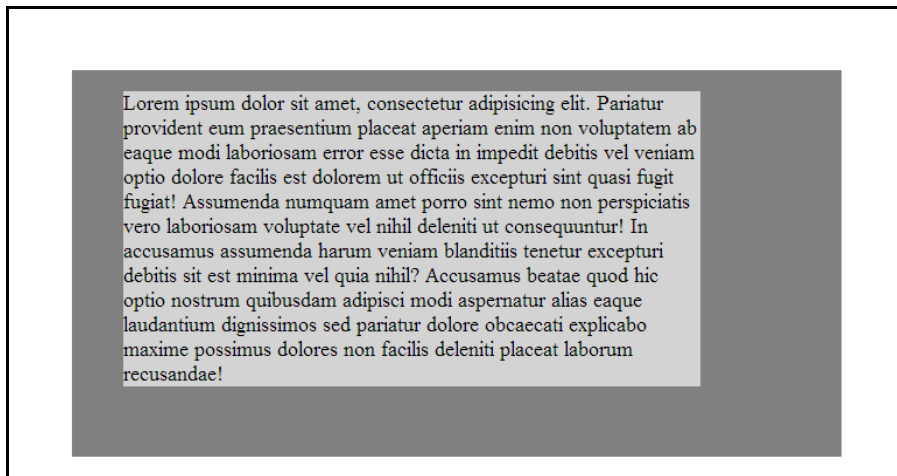 Lorem ipsum dolor sit amet, consectetur adipisicing elit. Pariatur
provident eum praesentium placeat aperiam enim non voluptatem ab
eaque modi laboriosam error esse dicta in impedit debitis vel veniam
optio dolore facilis est dolorem ut officiis excepturi sint quasi fugit
fugiat! Assumenda numquam amet porro sint nemo non perspiciatis
vero laboriosam voluptate vel nihil deleniti ut consequuntur! In
accusamus assumenda harum veniam blanditiis tenetur excepturi
debitis sit est minima vel quia nihil? Accusamus beatae quod hic
optio nostrum quibusdam adipisci modi aspernatur alias eaque
laudantium dignissimos sed pariatur dolore obcaecati explicabo
maxime possimus dolores non facilis deleniti placeat laborum
recusandae!